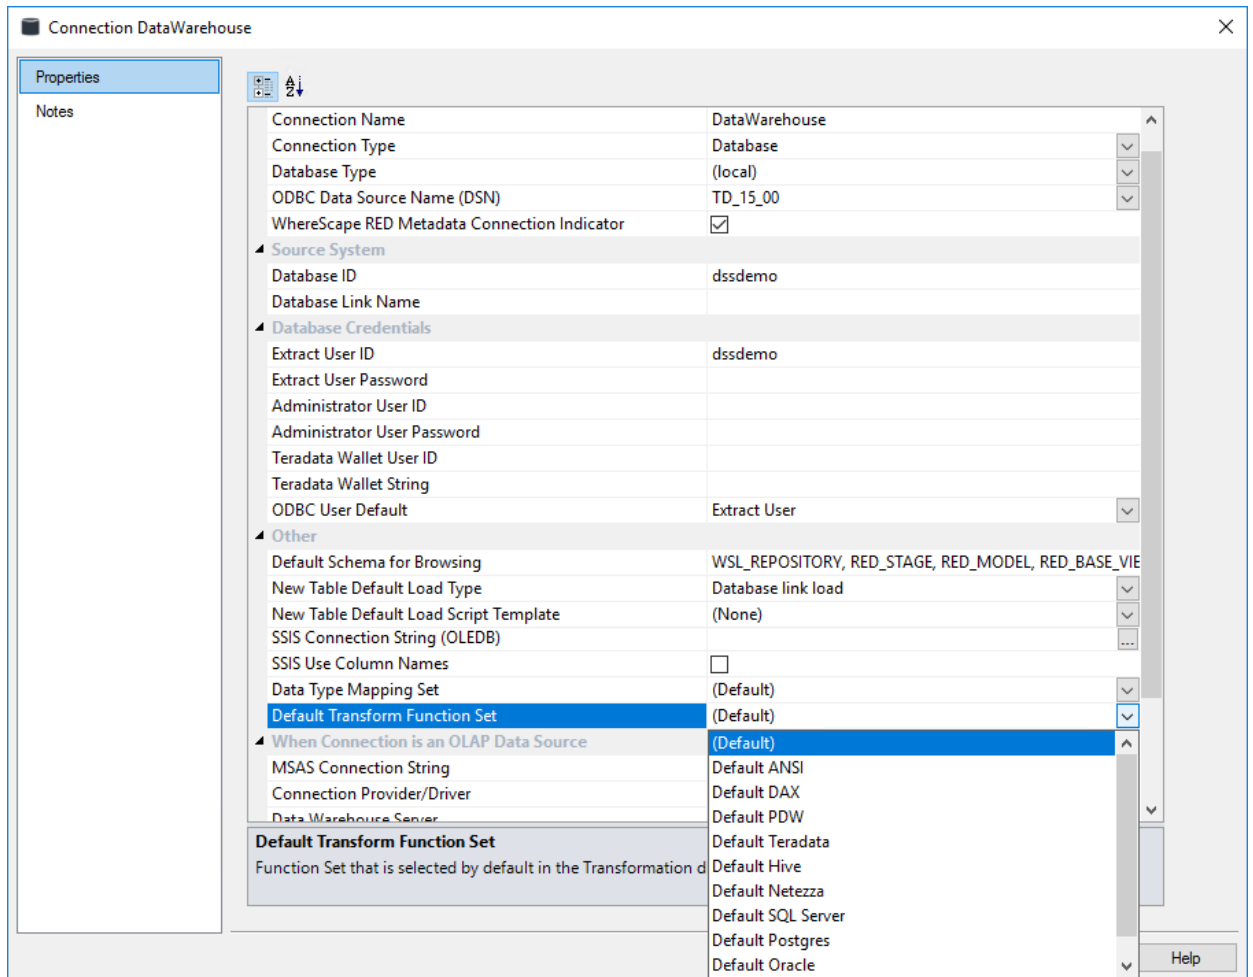 Connection DataWarehouse
Properties
Notes
Connection Name DataWarehouse
Connection Type Database
Database Type (local)
ODBC Data Source Name (DSN) TD_15_00
WhereScape RED Metadata Connection Indicator
Source System
Database ID dssdemo
Database Link Name
Database Credentials
Extract User ID dssdemo
Extract User Password
Administrator User ID
Administrator User Password
Teradata Wallet User ID
Teradata Wallet String
ODBC User Default Extract User
Other
Default Schema for Browsing WSL_REPOSITORY, RED_STAGE, RED_MODEL, RED_BASE_VIE
New Table Default Load Type Database link load
New Table Default Load Script Template (None)
SSIS Connection String (OLEDB) ...
SSIS Use Column Names
Data Type Mapping Set (Default)
Default Transform Function Set (Default)
When Connection is an OLAP Data Source (Default)
MSAS Connection String Default ANSI
Connection Provider/Driver Default DAX
Data Warehouse Server Default PDW
Default Transform Function Set Default Teradata
Function Set that is selected by default in the Transformation d Default Hive
Default Netezza
Default SQL Server
Default Postgres
Default Oracle
Help